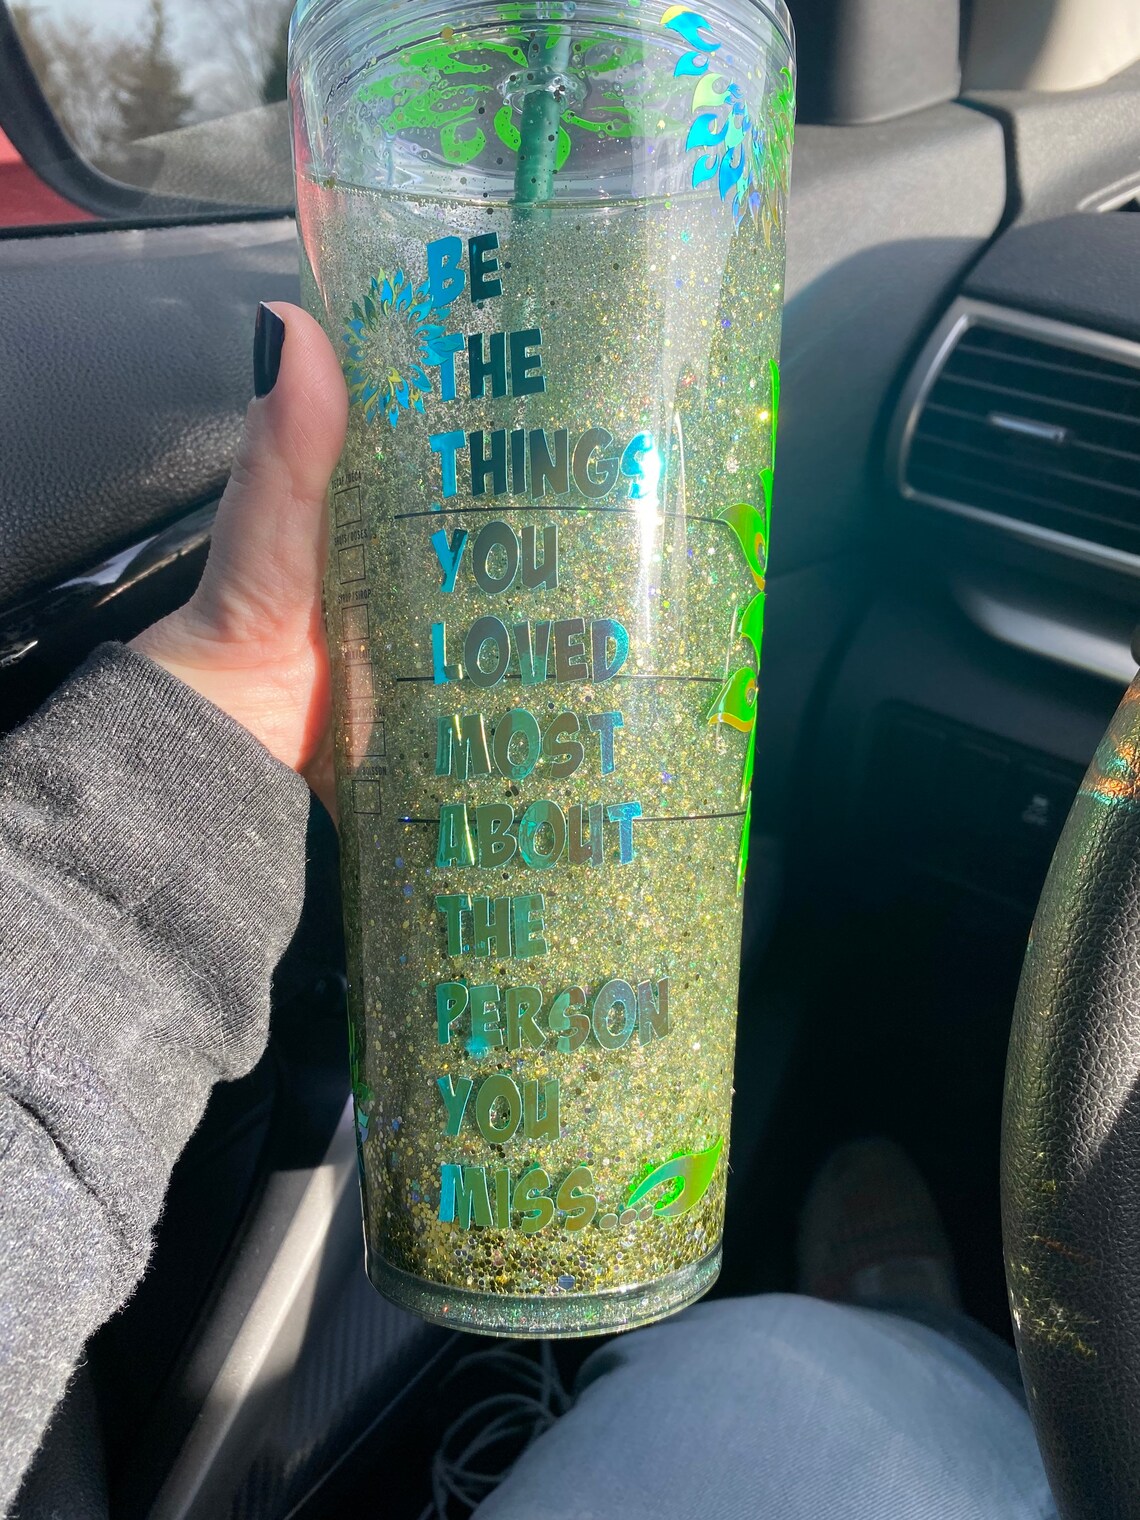 BE
THE
THINGS
YOU
LOVED
MOST
ABOUT
THE
PERSON
YOU
MISS...